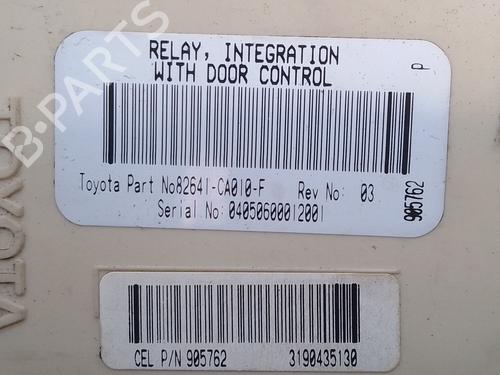 RELAY, INTEGRATION
WITH DOOR CONTROL
P
Toyota Part No82641-CA010-F Rev No: 03
Serial No: 04050600012001
905762
TOYOTA
CEL P/N 905762 3190435130
B-PARTS